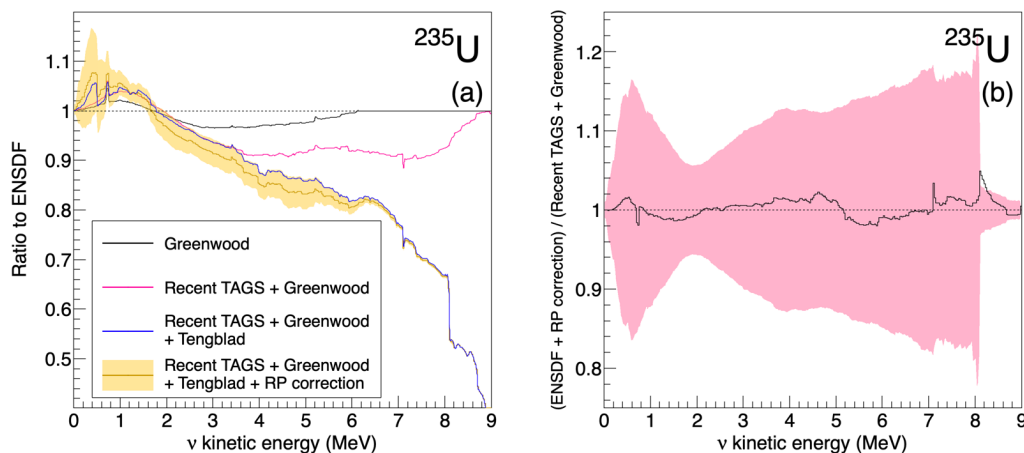 ²³⁵U
(a)
1.1
1
0.9
0.8
0.7
0.6
0.5
Ratio to ENSDF
Greenwood
Recent TAGS + Greenwood
Recent TAGS + Greenwood
+ Tengblad
Recent TAGS + Greenwood
+ Tengblad + RP correction
0 1 2 3 4 5 6 7 8 9
ν kinetic energy (MeV)
²³⁵U
(b)
1.2
1.1
1
0.9
0.8
(ENSDF + RP correction) / (Recent TAGS + Greenwood)
0 1 2 3 4 5 6 7 8 9
ν kinetic energy (MeV)